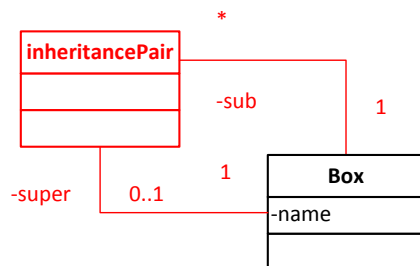 *
inheritancePair
-sub
1
-super
0..1
1
Box
-name